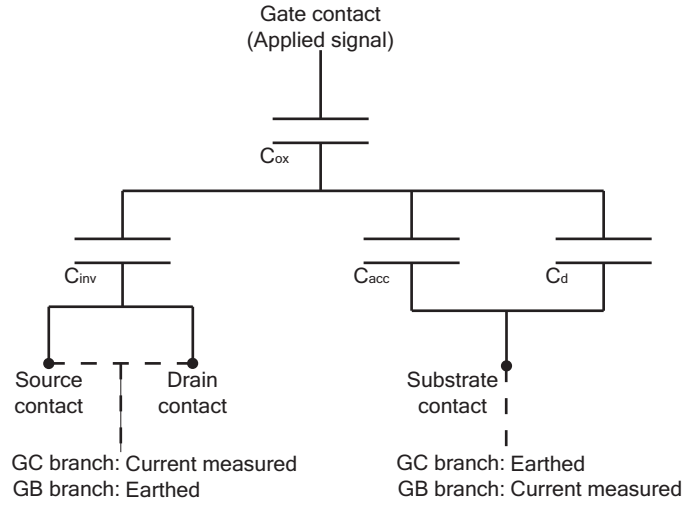 Gate contact
(Applied signal)
Cox
Cinv
Cacc
Cd
Source
contact
Drain
contact
Substrate
contact
GC branch: Current measured
GB branch: Earthed
GC branch: Earthed
GB branch: Current measured